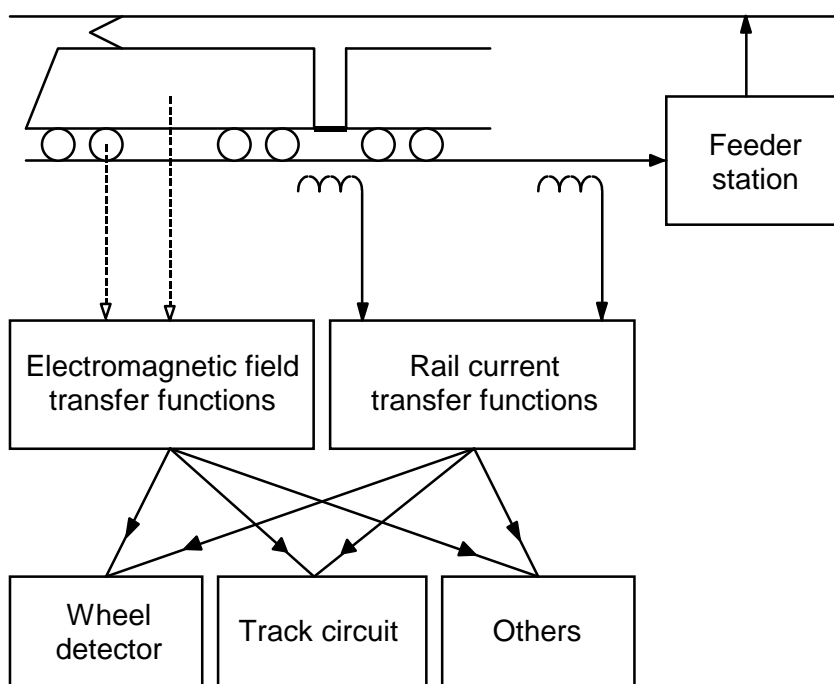 Feeder
station
Electromagnetic field
transfer functions
Rail current
transfer functions
Wheel
detector
Track circuit
Others